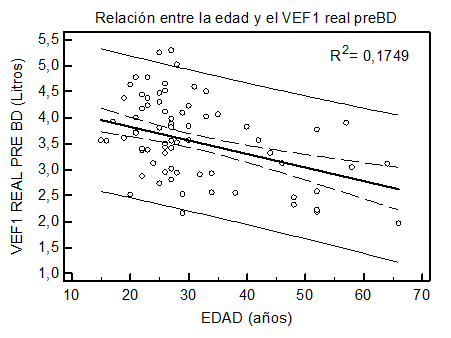 Relación entre la edad y el VEF1 real preBD
R²= 0,1749
VEF1 REAL PRE BD (Litros)
5,5
5,0
4,5
4,0
3,5
3,0
2,5
2,0
1,5
1,0
10 20 30 40 50 60 70
EDAD (años)